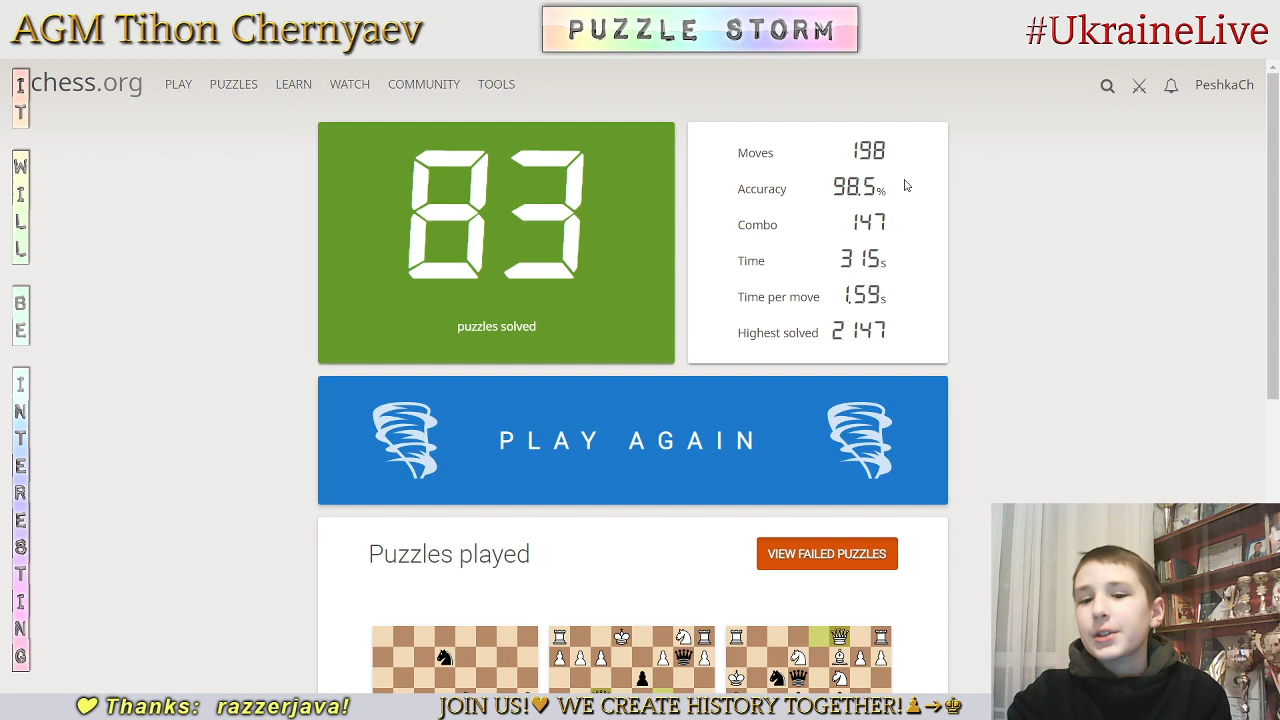 AGM Tihon Chernyaev
PUZZLE STORM
#UkraineLive
IT WILL BE INTERESTING
chess.org
PLAY PUZZLES LEARN WATCH COMMUNITY TOOLS
PeshkaCh
83
puzzles solved
Moves 198
Accuracy 98.5%
Combo 147
Time 315s
Time per move 1.59s
Highest solved 2147
PLAY AGAIN
Puzzles played
VIEW FAILED PUZZLES
Thanks: razzerjava!
JOIN US!🧡 WE CREATE HISTORY TOGETHER!♟→♚